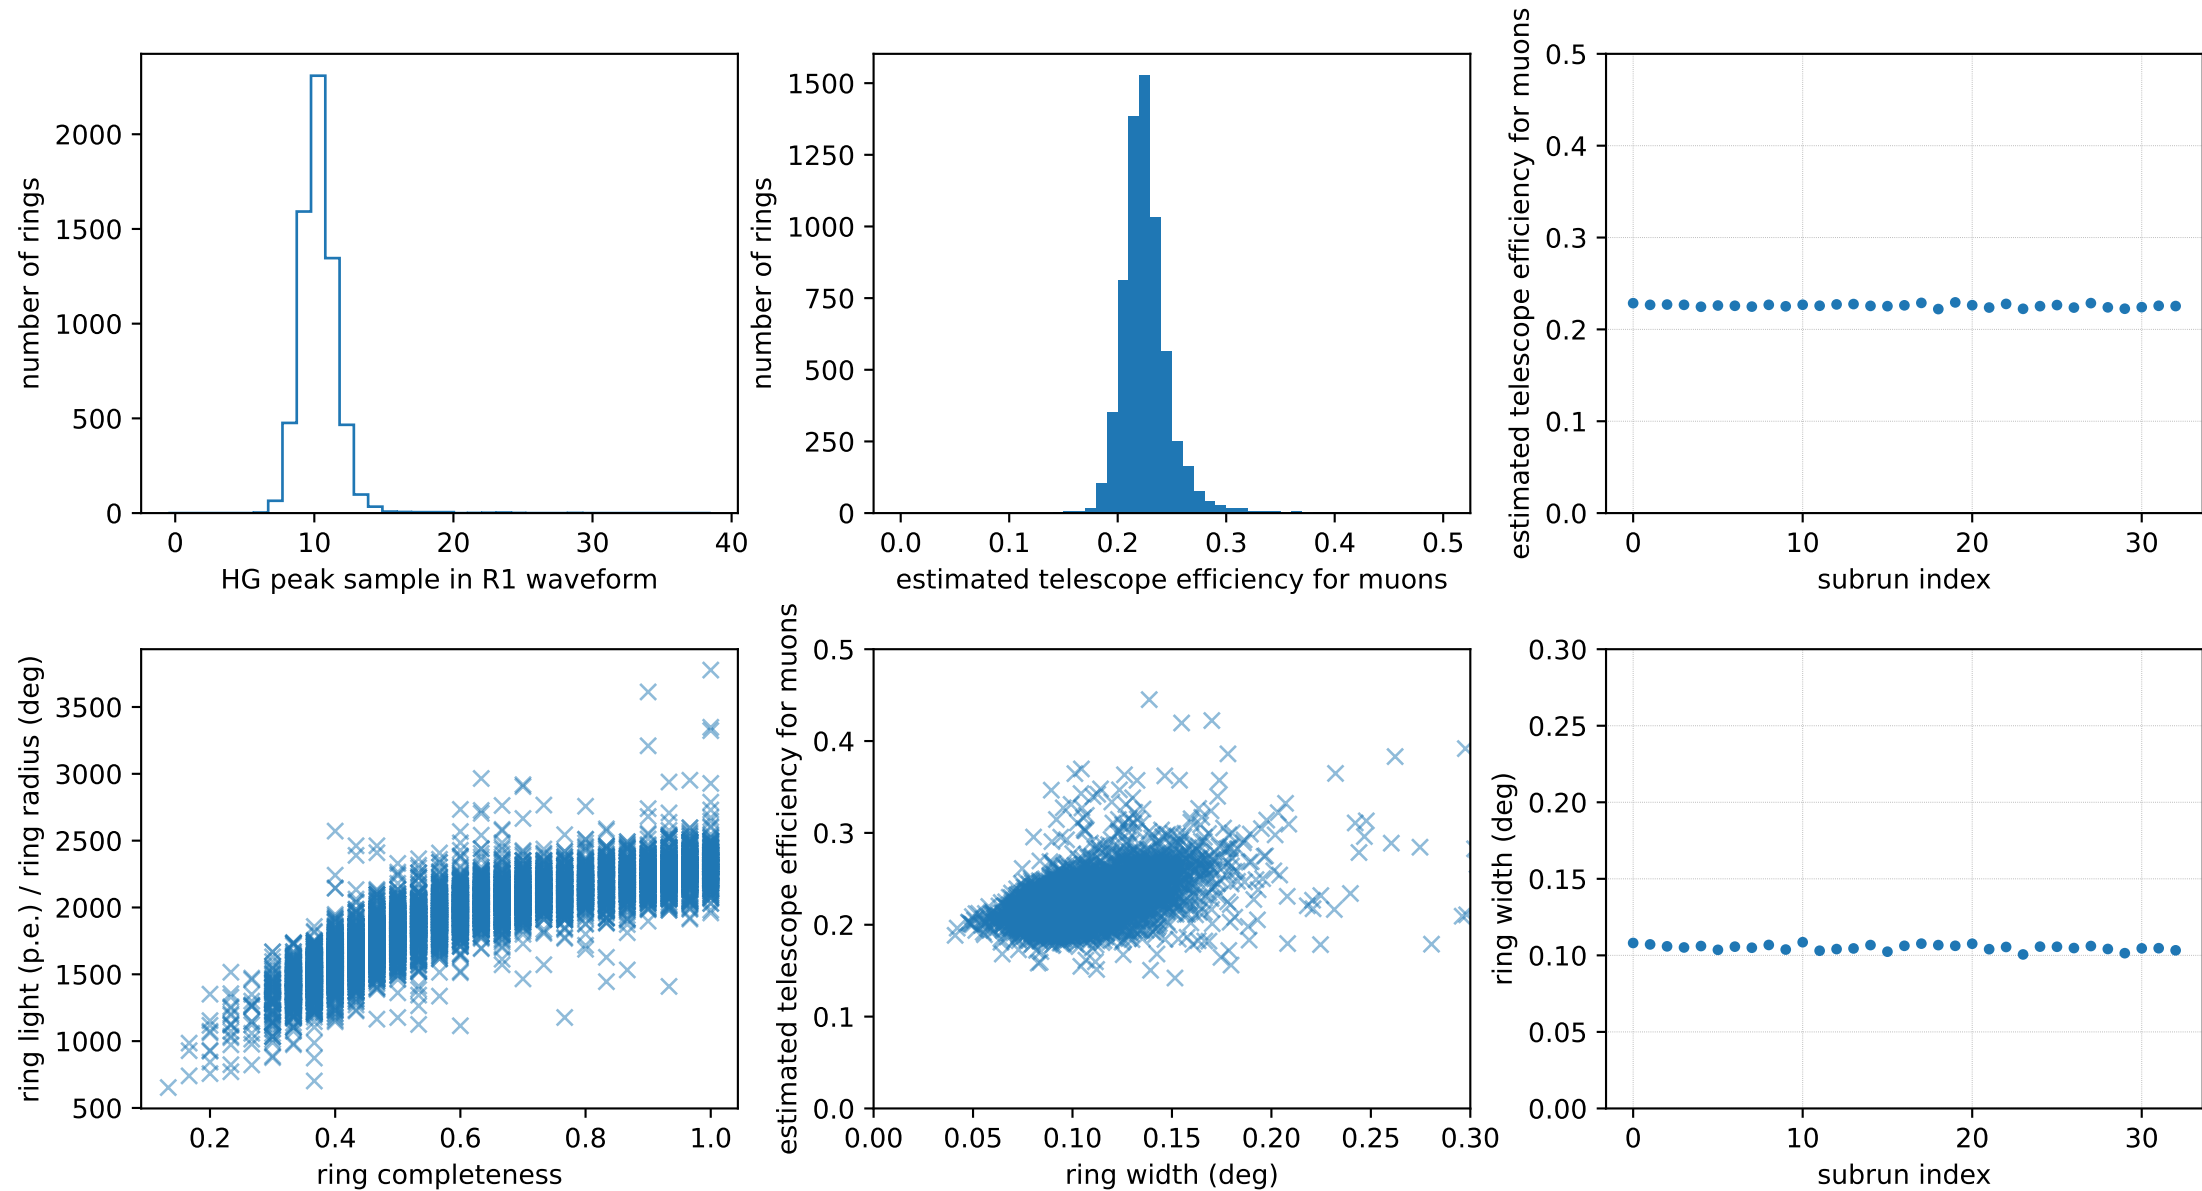 2000
1500
1000
500
0
number of rings
0 10 20 30 40
HG peak sample in R1 waveform
1500
1250
1000
750
500
250
0
number of rings
0.0 0.1 0.2 0.3 0.4 0.5
estimated telescope efficiency for muons
0.5
0.4
0.3
0.2
0.1
0.0
estimated telescope efficiency for muons
0 10 20 30
subrun index
3500
3000
2500
2000
1500
1000
500
ring light (p.e.) / ring radius (deg)
0.2 0.4 0.6 0.8 1.0
ring completeness
0.5
0.4
0.3
0.2
0.1
0.0
estimated telescope efficiency for muons
0.00 0.05 0.10 0.15 0.20 0.25 0.30
ring width (deg)
0.30
0.25
0.20
0.15
0.10
0.05
0.00
ring width (deg)
0 10 20 30
subrun index